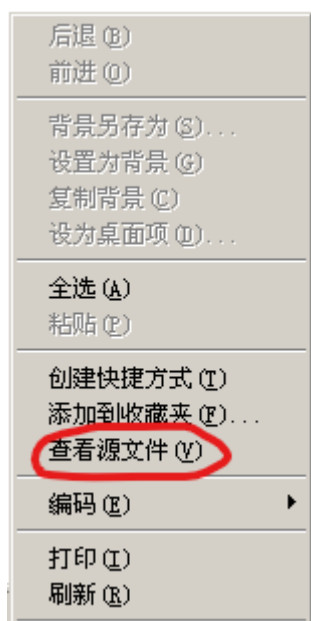 后退(B)
前进(O)
背景另存为(S)...
设置为背景(G)
复制背景(C)
设为桌面项(D)...
全选(A)
粘贴(P)
创建快捷方式(T)
添加到收藏夹(F)...
查看源文件(V)
编码(E)
打印(I)
刷新(R)